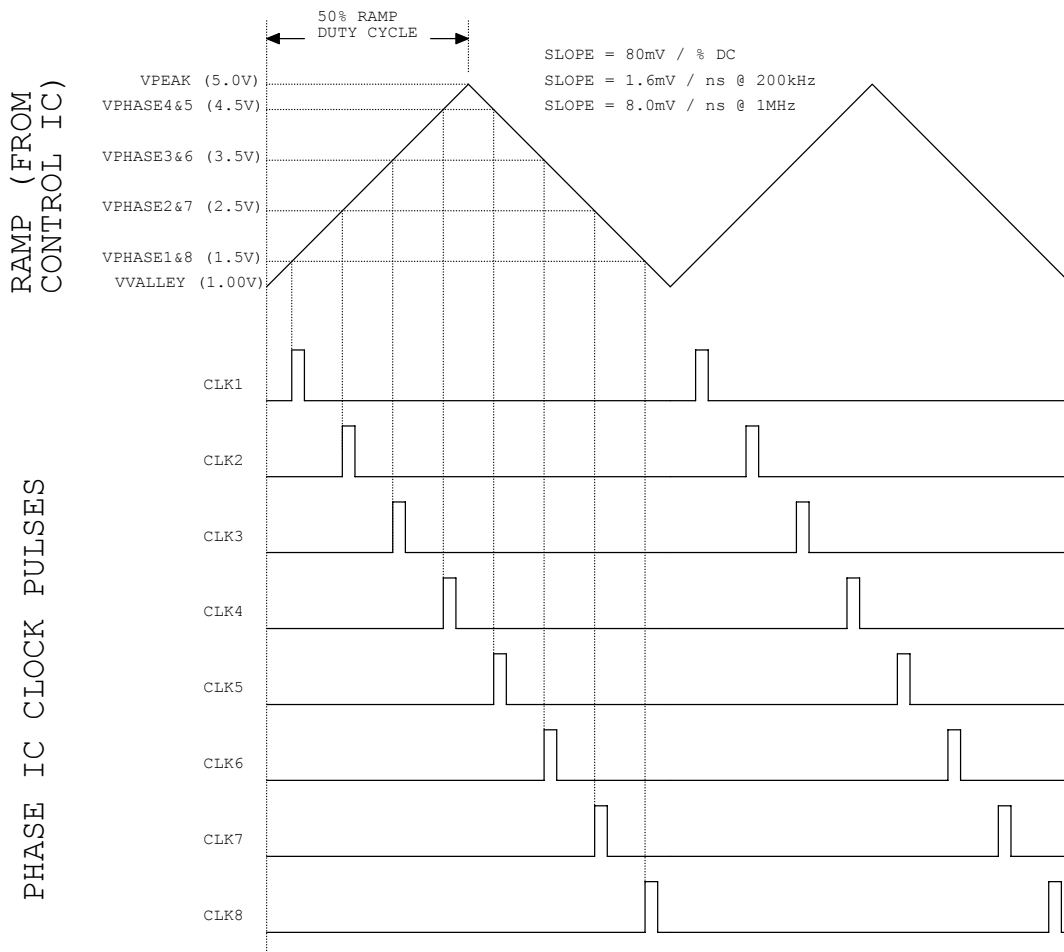 50% RAMP
DUTY CYCLE
SLOPE = 80mV / % DC
SLOPE = 1.6mV / ns @ 200kHz
SLOPE = 8.0mV / ns @ 1MHz
RAMP (FROM
CONTROL IC)
VPEAK (5.0V)
VPHASE4&5 (4.5V)
VPHASE3&6 (3.5V)
VPHASE2&7 (2.5V)
VPHASE1&8 (1.5V)
VVALLEY (1.00V)
PHASE IC CLOCK PULSES
CLK1
CLK2
CLK3
CLK4
CLK5
CLK6
CLK7
CLK8